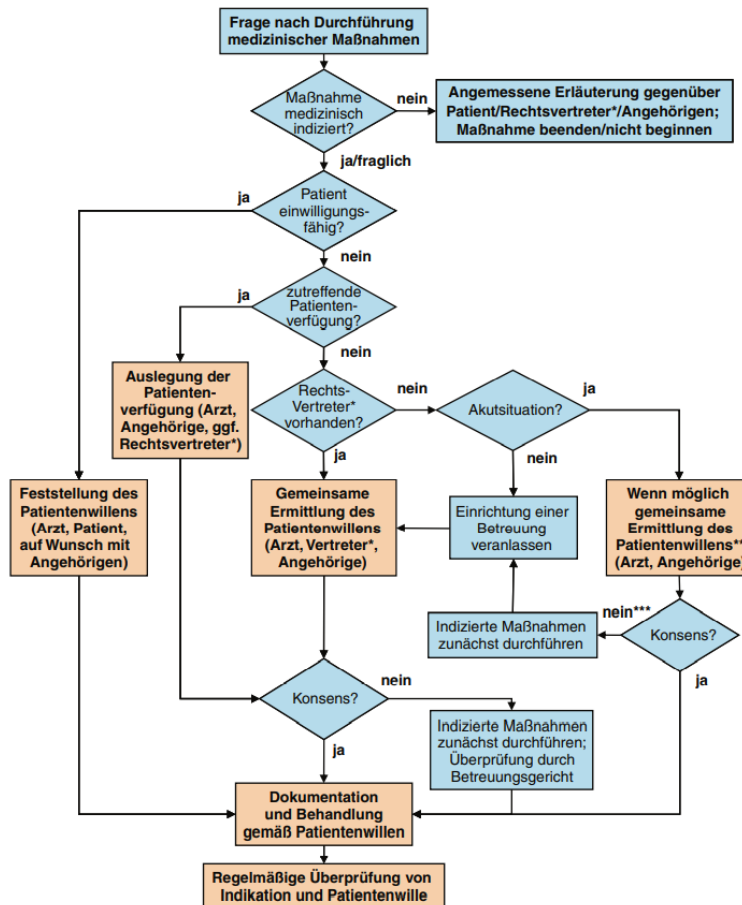 Frage nach Durchführung
medizinischer Maßnahmen
Maßnahme
medizinisch
indiziert?
nein
Angemessene Erläuterung gegenüber
Patient/Rechtsvertreter*/Angehörigen;
Maßnahme beenden/nicht beginnen
ja/fraglich
ja
Patient
einwilligungs-
fähig?
nein
ja
zutreffende
Patienten-
verfügung?
nein
Auslegung der
Patienten-
verfügung (Arzt,
Angehörige, ggf.
Rechtsvertreter*)
Rechts-
Vertreter*
vorhanden?
nein
Akutsituation?
ja
ja
nein
Feststellung des
Patientenwillens
(Arzt, Patient,
auf Wunsch mit
Angehörigen)
Gemeinsame
Ermittlung des
Patientenwillens
(Arzt, Vertreter*,
Angehörige)
Einrichtung einer
Betreuung
veranlassen
Wenn möglich
gemeinsame
Ermittlung des
Patientenwillens**
(Arzt, Angehörige)
nein***
Indizierte Maßnahmen
zunächst durchführen
Konsens?
ja
Konsens?
nein
ja
Indizierte Maßnahmen
zunächst durchführen;
Überprüfung durch
Betreuungsgericht
Dokumentation
und Behandlung
gemäß Patientenwillen
Regelmäßige Überprüfung von
Indikation und Patientenwille